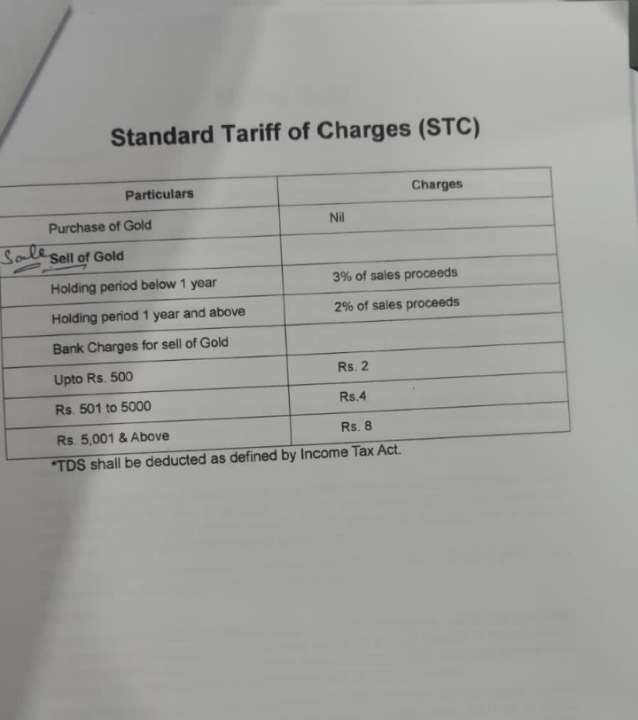 Standard Tariff of Charges (STC)
Particulars Charges
Purchase of Gold Nil
Sale Sell of Gold
Holding period below 1 year 3% of sales proceeds
Holding period 1 year and above 2% of sales proceeds
Bank Charges for sell of Gold
Upto Rs. 500 Rs. 2
Rs. 501 to 5000 Rs.4
Rs. 5,001 & Above Rs. 8
*TDS shall be deducted as defined by Income Tax Act.